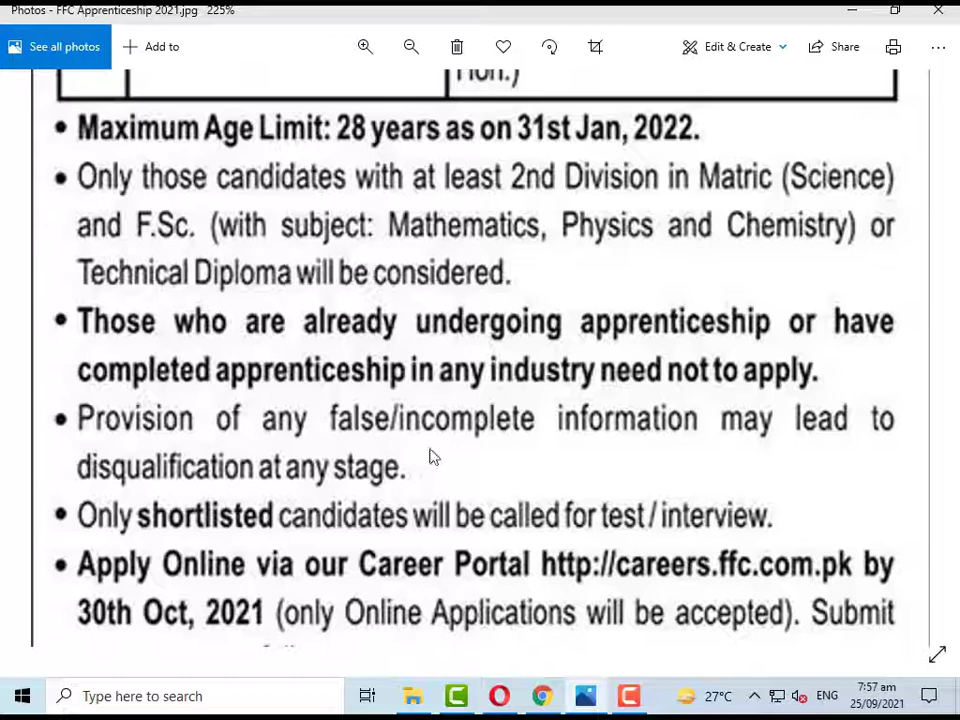 Photos - FFC Apprenticeship 2021.jpg 225%
See all photos
Add to
Edit & Create
Share
• Maximum Age Limit: 28 years as on 31st Jan, 2022.
• Only those candidates with at least 2nd Division in Matric (Science)
and F.Sc. (with subject: Mathematics, Physics and Chemistry) or
Technical Diploma will be considered.
• Those who are already undergoing apprenticeship or have
completed apprenticeship in any industry need not to apply.
• Provision of any false/incomplete information may lead to
disqualification at any stage.
• Only shortlisted candidates will be called for test / interview.
• Apply Online via our Career Portal http://careers.ffc.com.pk by
30th Oct, 2021 (only Online Applications will be accepted). Submit
Type here to search
27°C
ENG
7:57 am
25/09/2021